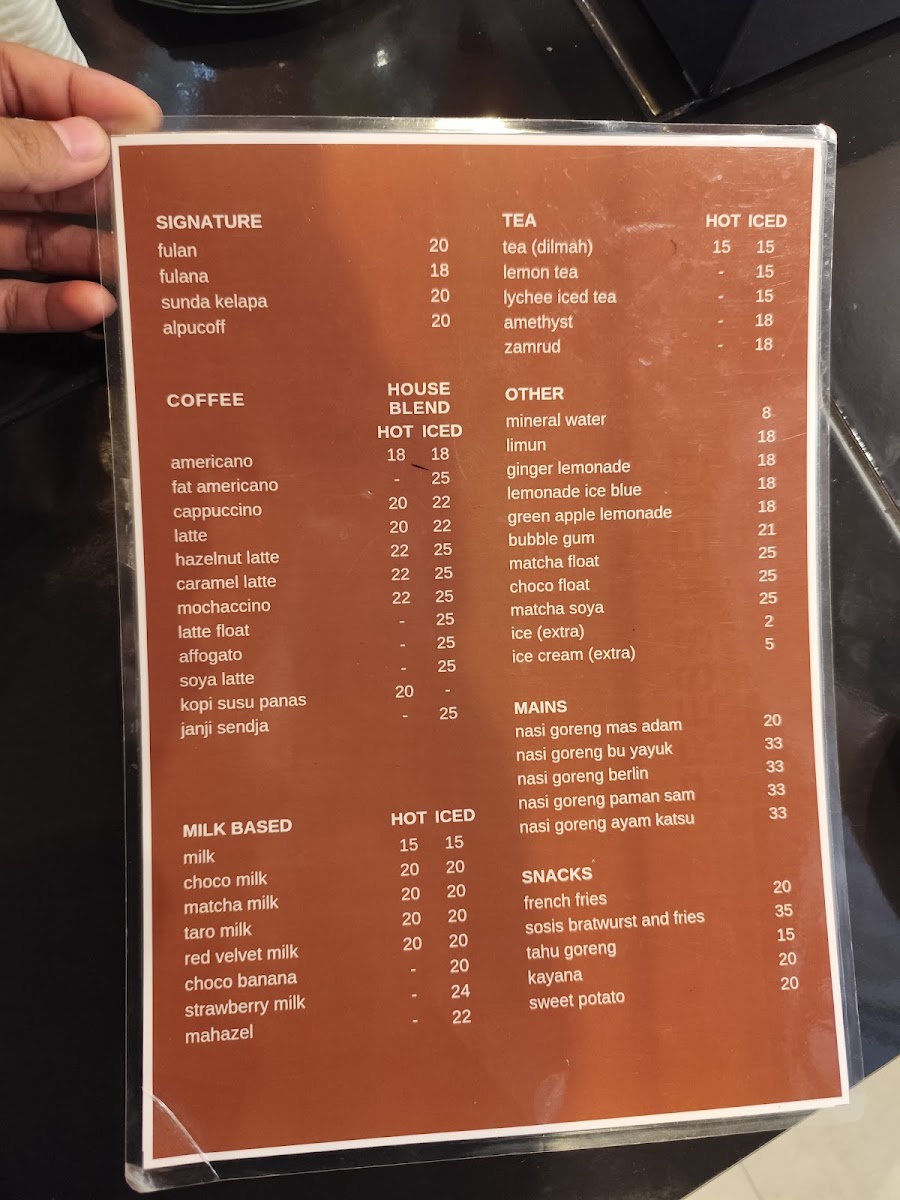 SIGNATURE
fulan 20
fulana 18
sunda kelapa 20
alpucoff 20
COFFEE HOUSE BLEND
HOT ICED
americano 18 18
fat americano - 25
cappuccino 20 22
latte 20 22
hazelnut latte 22 25
caramel latte 22 25
mochaccino 22 25
latte float - 25
affogato - 25
soya latte - 25
kopi susu panas 20 -
janji sendja - 25
MILK BASED HOT ICED
milk 15 15
choco milk 20 20
matcha milk 20 20
taro milk 20 20
red velvet milk 20 20
choco banana - 20
strawberry milk - 24
mahazel - 22
TEA HOT ICED
tea (dilmah) 15 15
lemon tea - 15
lychee iced tea - 15
amethyst - 18
zamrud - 18
OTHER
mineral water 8
limun 18
ginger lemonade 18
lemonade ice blue 18
green apple lemonade 18
bubble gum 21
matcha float 25
choco float 25
matcha soya 25
ice (extra) 2
ice cream (extra) 5
MAINS
nasi goreng mas adam 20
nasi goreng bu yayuk 33
nasi goreng berlin 33
nasi goreng paman sam 33
nasi goreng ayam katsu 33
SNACKS
french fries 20
sosis bratwurst and fries 35
tahu goreng 15
kayana 20
sweet potato 20